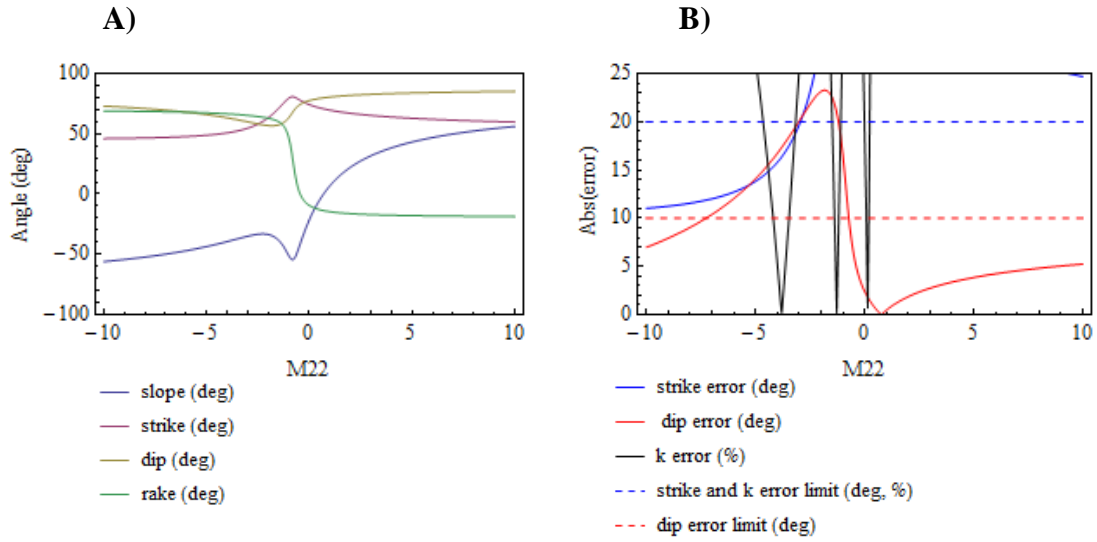 A)
B)
100
50
0
−50
−100
Angle (deg)
−10
−5
0
5
10
M22
slope (deg)
strike (deg)
dip (deg)
rake (deg)
25
20
15
10
5
0
Abs(error)
−10
−5
0
5
10
M22
strike error (deg)
dip error (deg)
k error (%)
strike and k error limit (deg, %)
dip error limit (deg)